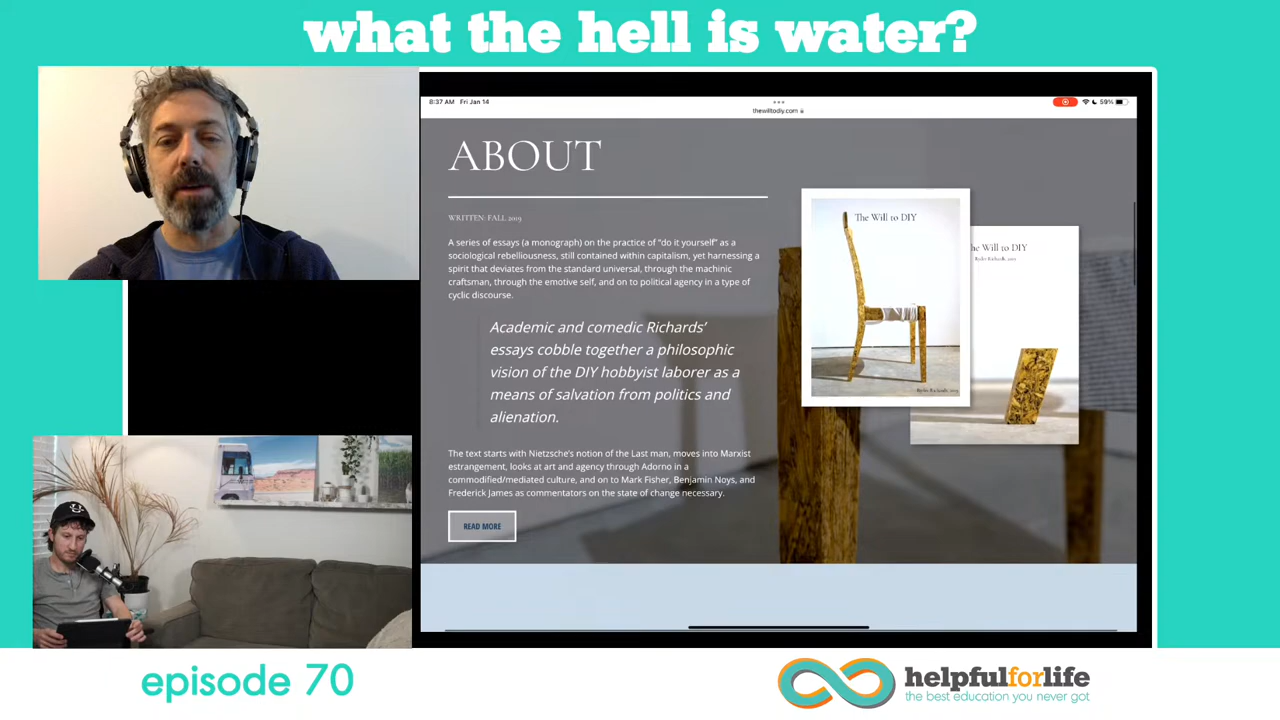 what the hell is water?
8:37 AM Fri Jan 14
thewilltodiy.com
59%
ABOUT
WRITTEN: FALL 2019
A series of essays (a monograph) on the practice of "do it yourself" as a
sociological rebelliousness, still contained within capitalism, yet harnessing a
spirit that deviates from the standard universal, through the machinic
craftsman, through the emotive self, and on to political agency in a type of
cyclic discourse.
Academic and comedic Richards'
essays cobble together a philosophic
vision of the DIY hobbyist laborer as a
means of salvation from politics and
alienation.
The text starts with Nietzsche's notion of the Last man, moves into Marxist
estrangement, looks at art and agency through Adorno in a
commodified/mediated culture, and on to Mark Fisher, Benjamin Noys, and
Frederick James as commentators on the state of change necessary.
READ MORE
The Will to DIY
Ryder Richards, 2019
he Will to DIY
Ryder Richards, 2019
episode 70
helpfulforlife
the best education you never got